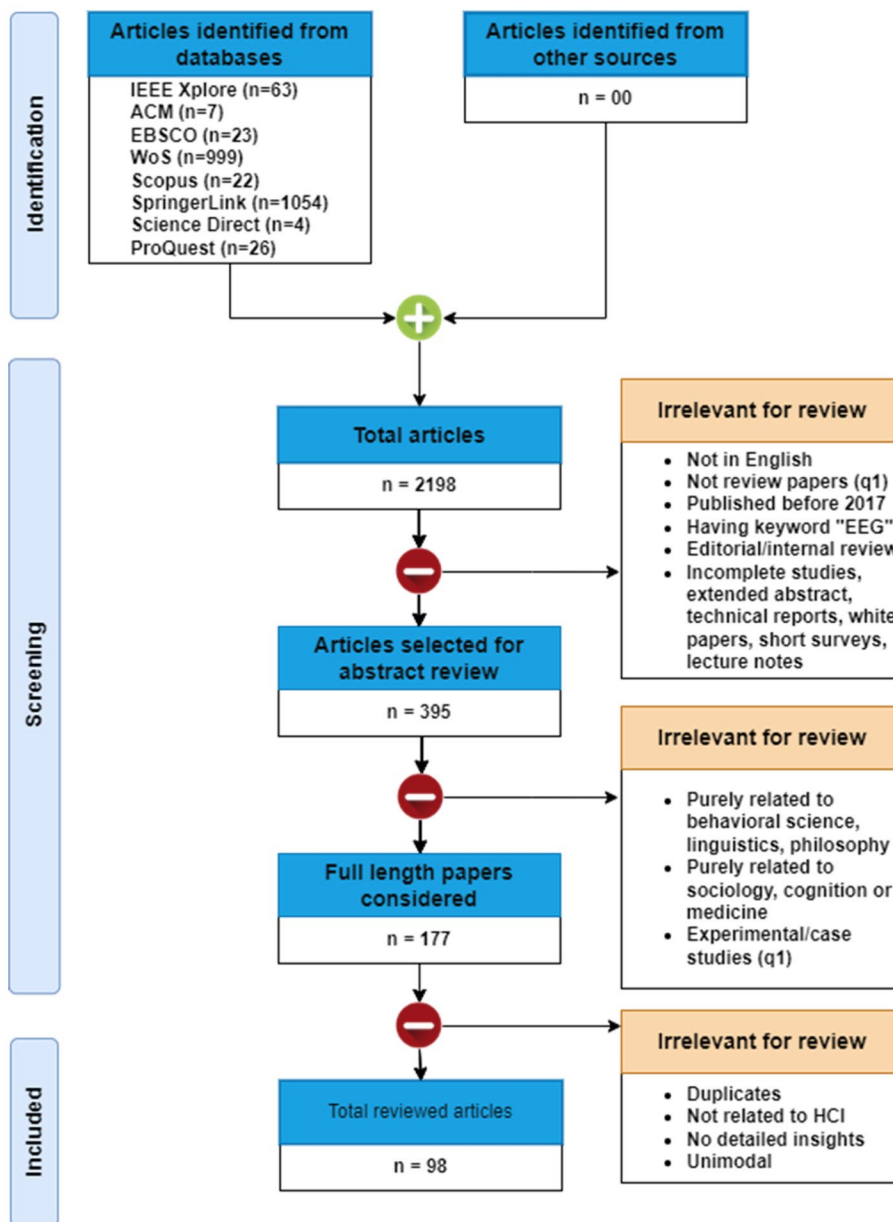 Identification
Articles identified from
databases
IEEE Xplore (n=63)
ACM (n=7)
EBSCO (n=23)
WoS (n=999)
Scopus (n=22)
SpringerLink (n=1054)
Science Direct (n=4)
ProQuest (n=26)
Articles identified from
other sources
n = 00
Screening
Total articles
n = 2198
Irrelevant for review
• Not in English
• Not review papers (q1)
• Published before 2017
• Having keyword "EEG"
• Editorial/internal review
• Incomplete studies,
extended abstract,
technical reports, white
papers, short surveys,
lecture notes
Articles selected for
abstract review
n = 395
Irrelevant for review
• Purely related to
behavioral science,
linguistics, philosophy
• Purely related to
sociology, cognition or
medicine
• Experimental/case
studies (q1)
Full length papers
considered
n = 177
Included
Irrelevant for review
• Duplicates
• Not related to HCI
• No detailed insights
• Unimodal
Total reviewed articles
n = 98